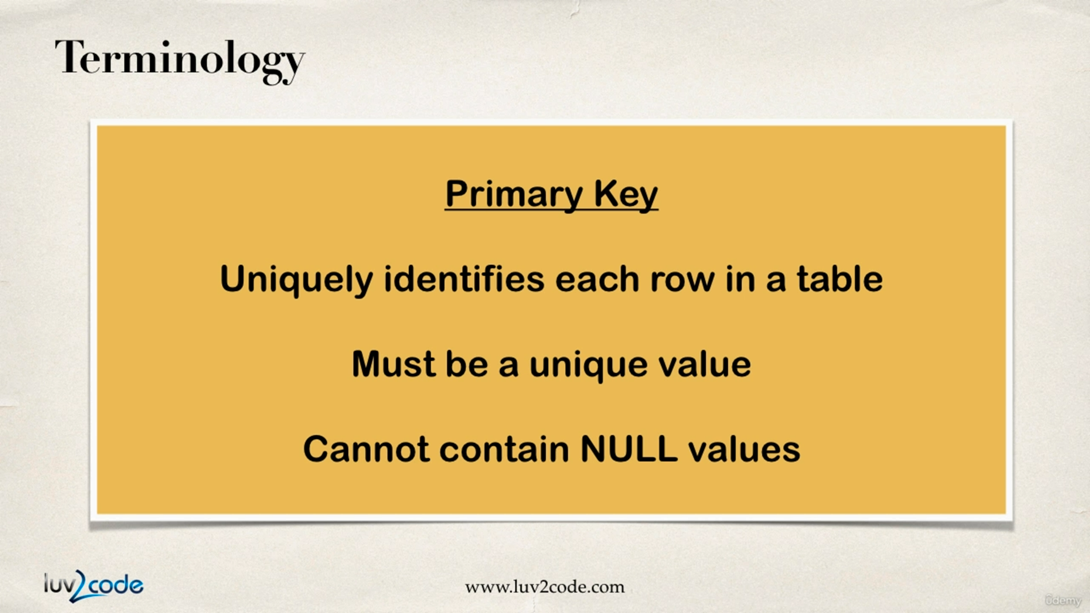 Terminology
Primary Key
Uniquely identifies each row in a table
Must be a unique value
Cannot contain NULL values
luv2code
www.luv2code.com
ûdemy